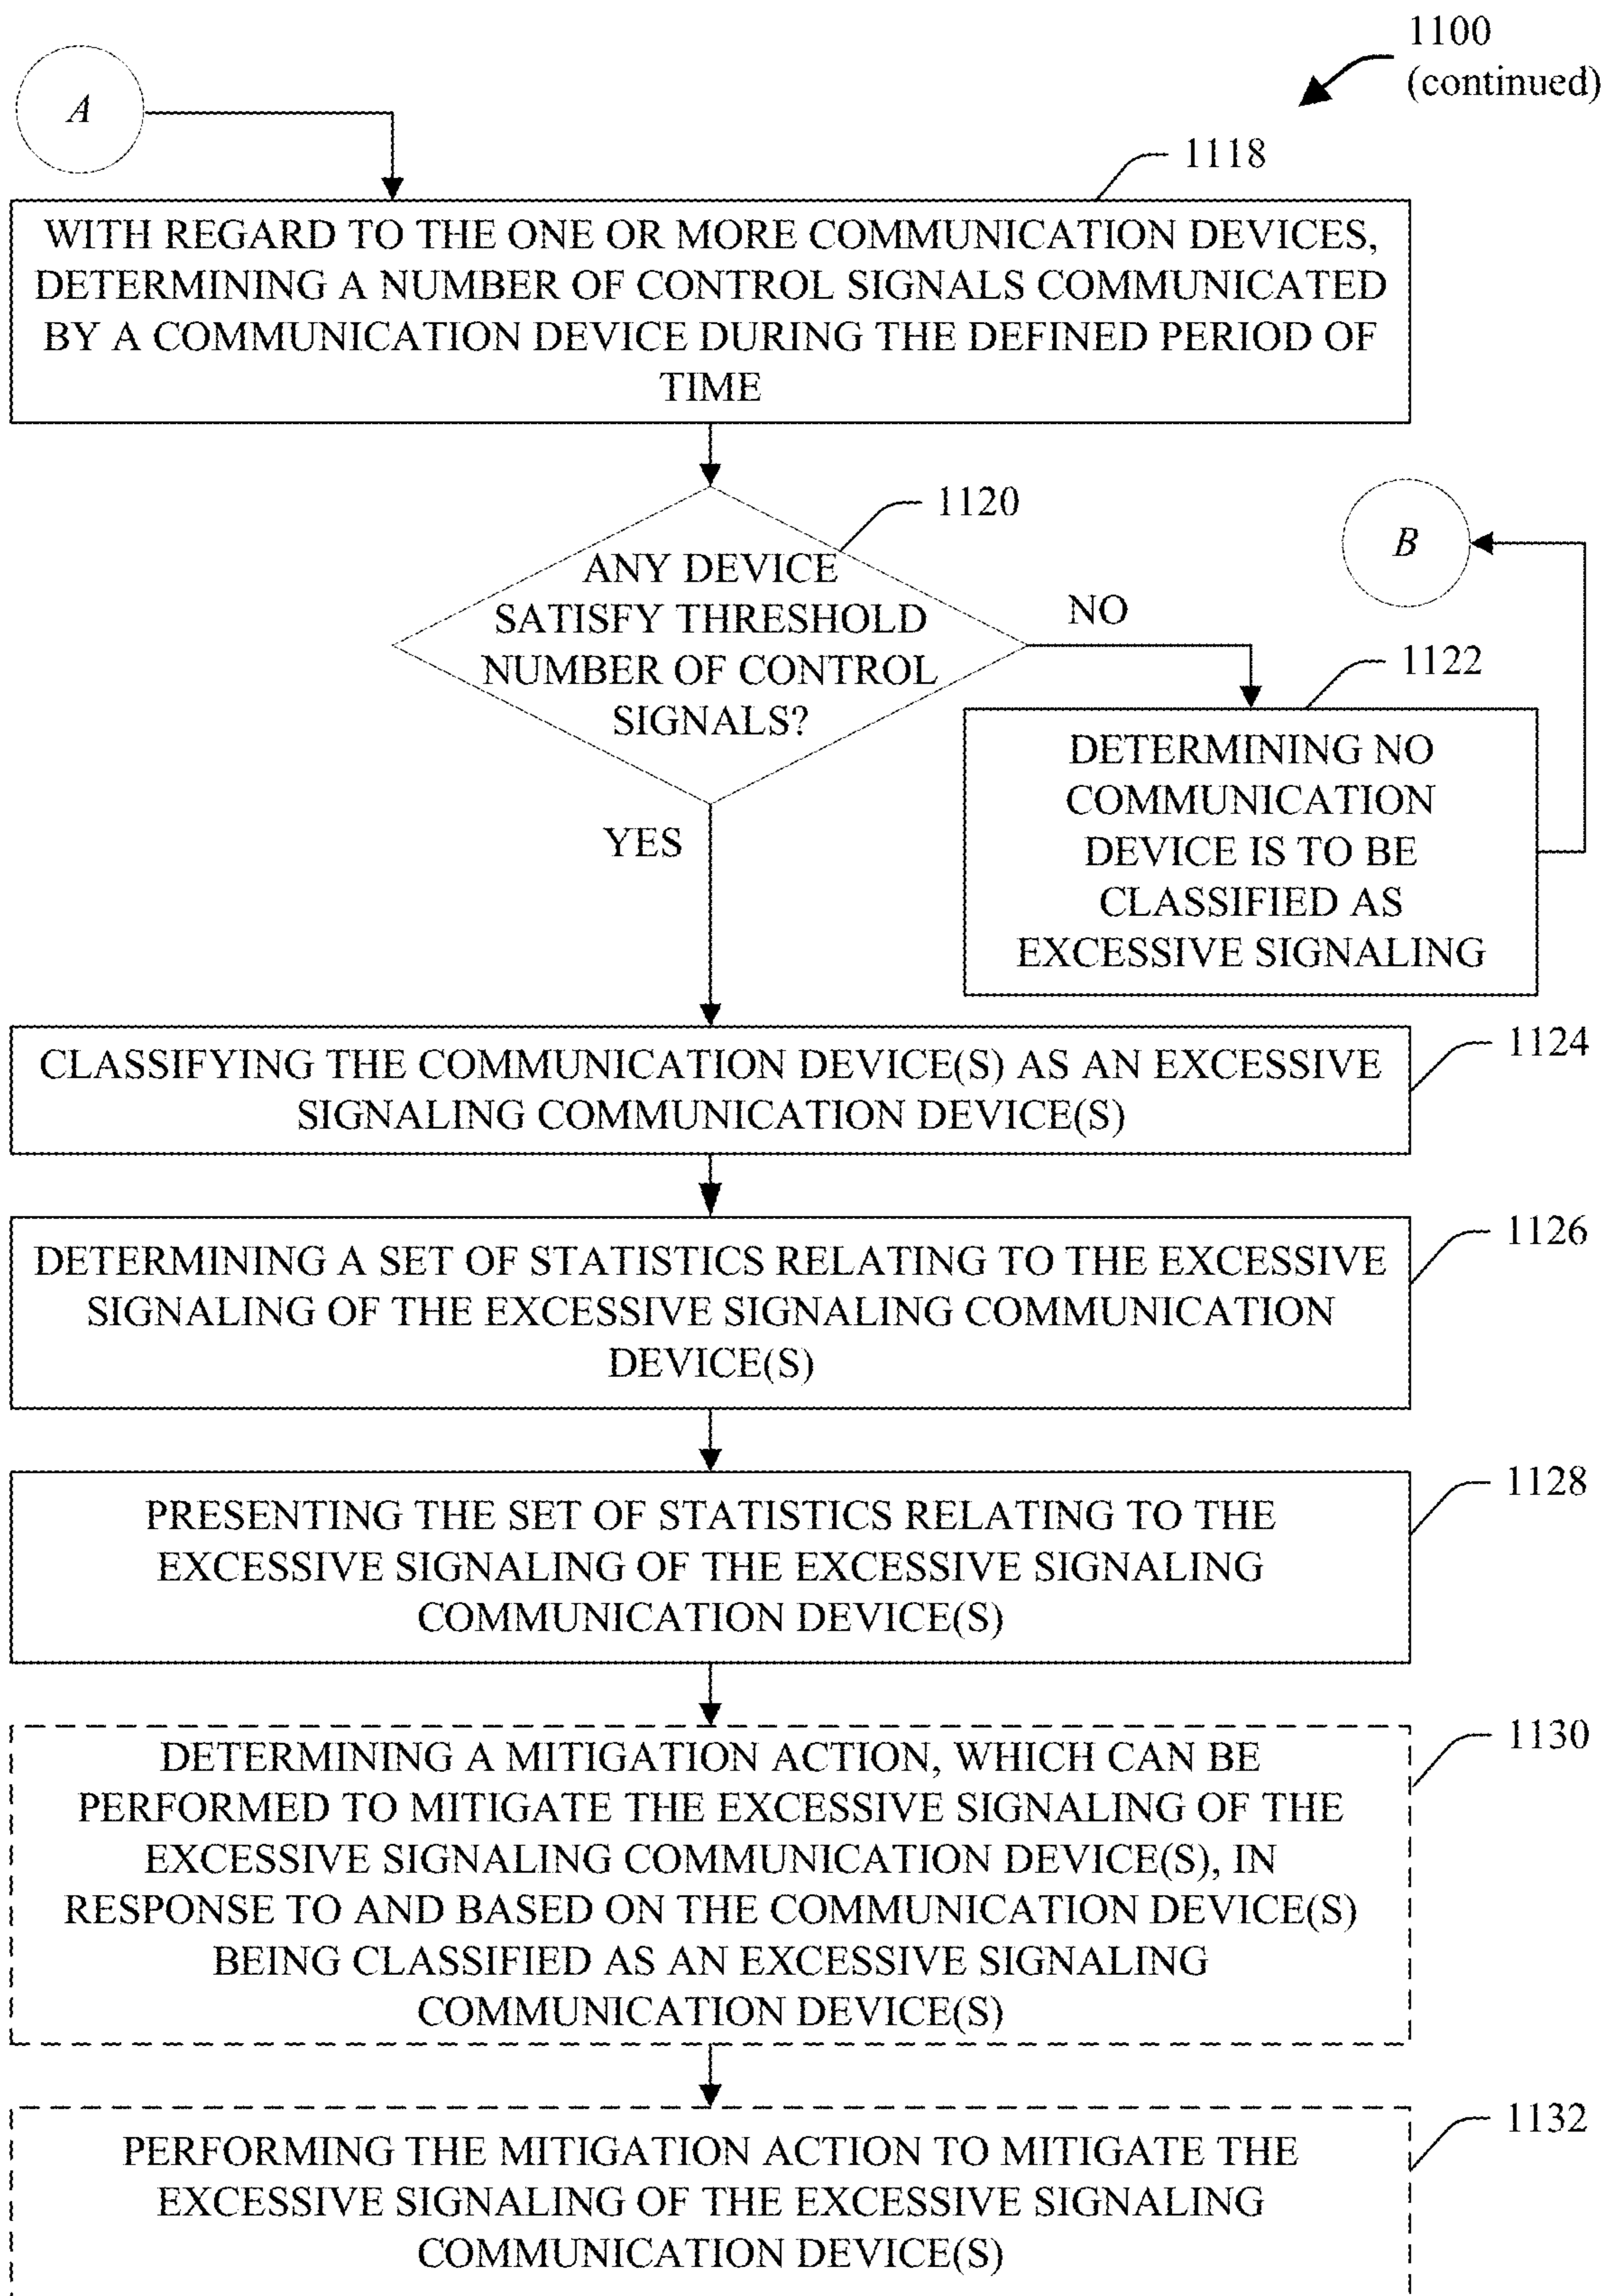 1100
(continued)
A
1118
WITH REGARD TO THE ONE OR MORE COMMUNICATION DEVICES,
DETERMINING A NUMBER OF CONTROL SIGNALS COMMUNICATED
BY A COMMUNICATION DEVICE DURING THE DEFINED PERIOD OF
TIME
1120
ANY DEVICE
SATISFY THRESHOLD
NUMBER OF CONTROL
SIGNALS?
B
NO
1122
DETERMINING NO
COMMUNICATION
DEVICE IS TO BE
CLASSIFIED AS
EXCESSIVE SIGNALING
YES
1124
CLASSIFYING THE COMMUNICATION DEVICE(S) AS AN EXCESSIVE
SIGNALING COMMUNICATION DEVICE(S)
1126
DETERMINING A SET OF STATISTICS RELATING TO THE EXCESSIVE
SIGNALING OF THE EXCESSIVE SIGNALING COMMUNICATION
DEVICE(S)
1128
PRESENTING THE SET OF STATISTICS RELATING TO THE
EXCESSIVE SIGNALING OF THE EXCESSIVE SIGNALING
COMMUNICATION DEVICE(S)
1130
DETERMINING A MITIGATION ACTION, WHICH CAN BE
PERFORMED TO MITIGATE THE EXCESSIVE SIGNALING OF THE
EXCESSIVE SIGNALING COMMUNICATION DEVICE(S), IN
RESPONSE TO AND BASED ON THE COMMUNICATION DEVICE(S)
BEING CLASSIFIED AS AN EXCESSIVE SIGNALING
COMMUNICATION DEVICE(S)
1132
PERFORMING THE MITIGATION ACTION TO MITIGATE THE
EXCESSIVE SIGNALING OF THE EXCESSIVE SIGNALING
COMMUNICATION DEVICE(S)